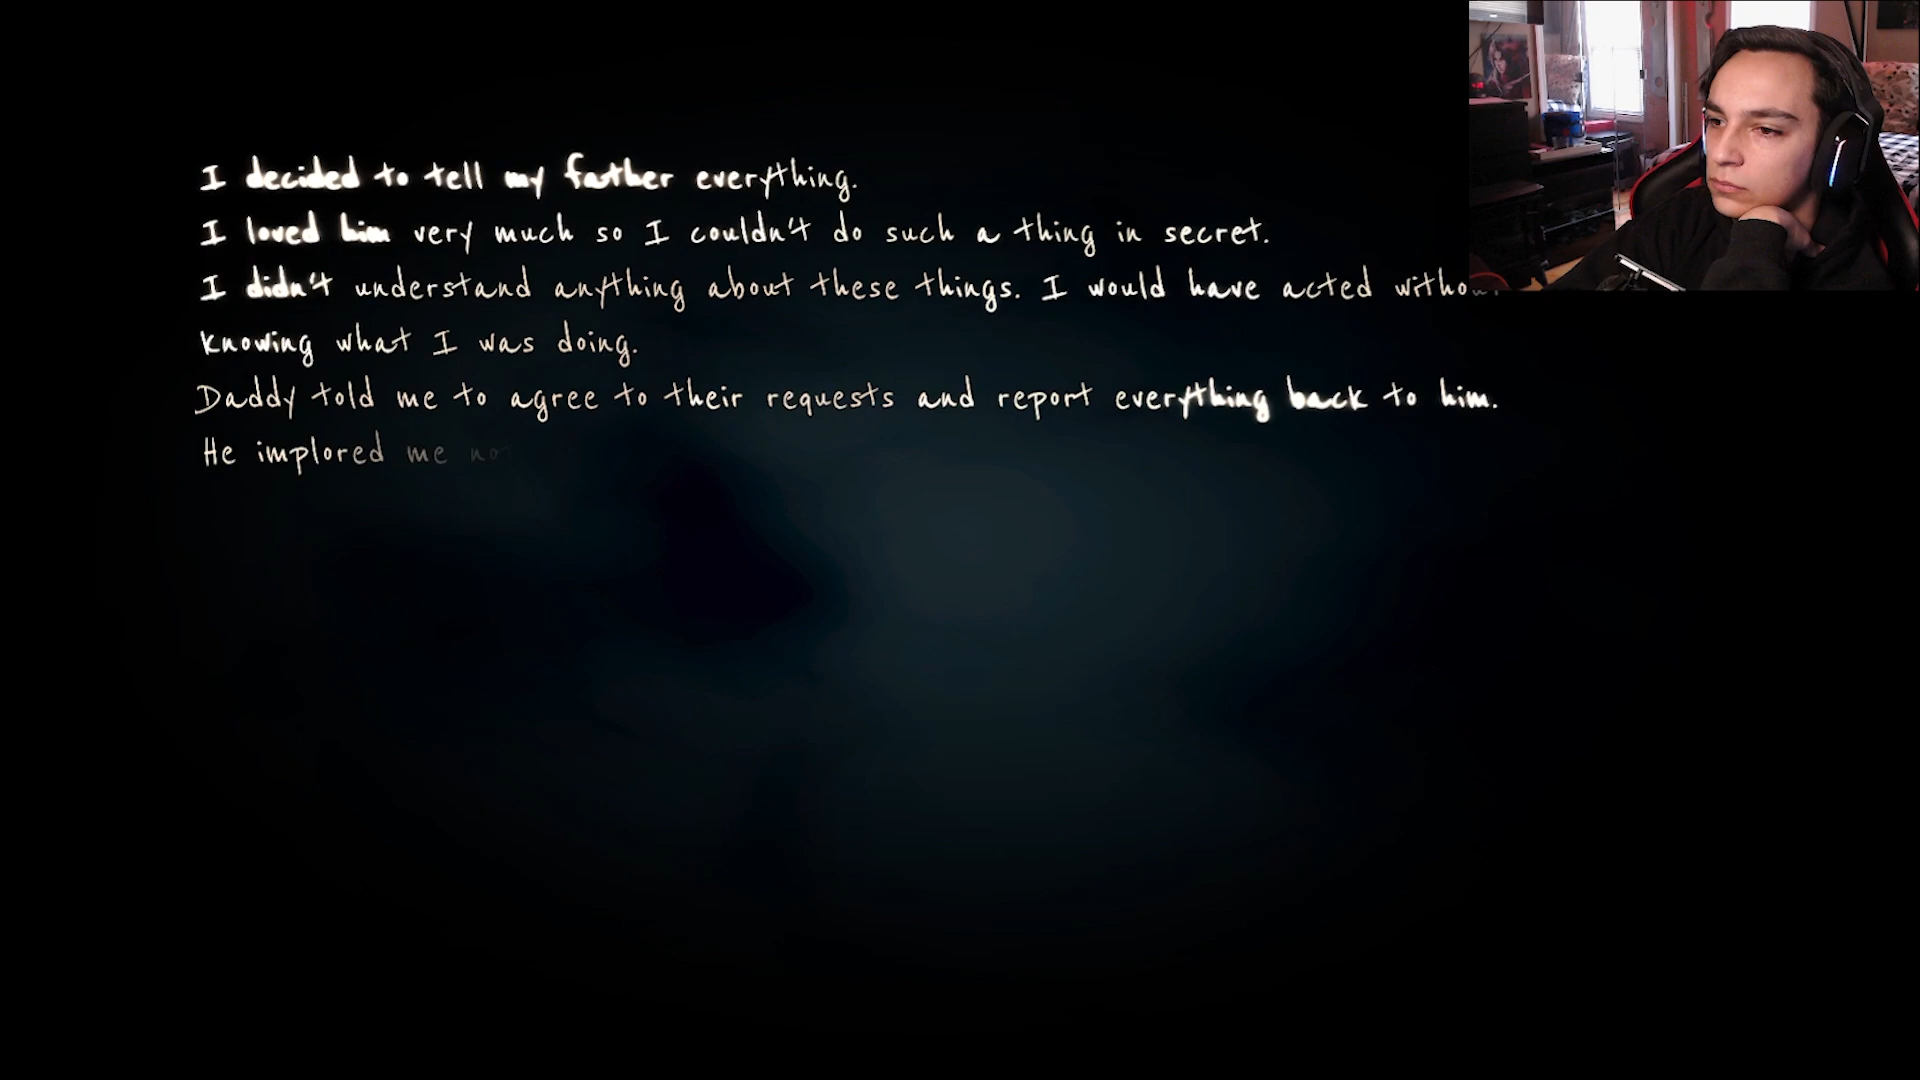 I decided to tell my father everything.
I loved him very much so I couldn't do such a thing in secret.
I didn't understand anything about these things. I would have acted without
knowing what I was doing.
Daddy told me to agree to their requests and report everything back to him.
He implored me no